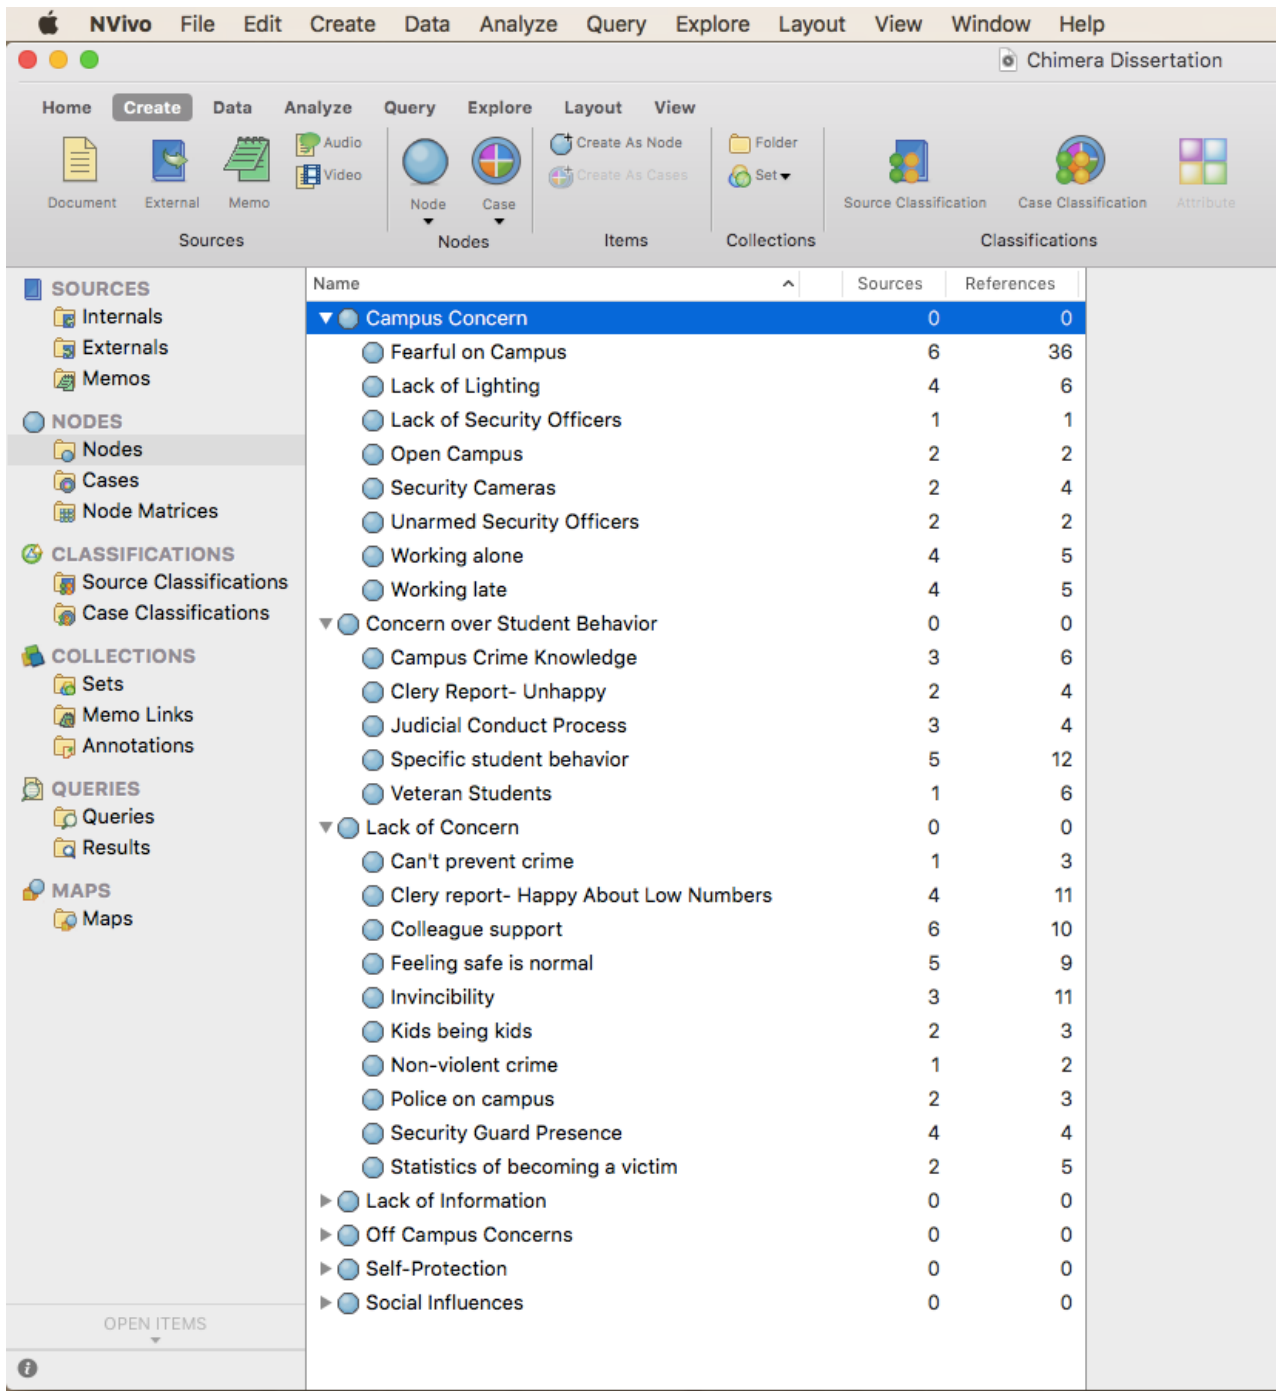 NVivo File Edit Create Data Analyze Query Explore Layout View Window Help
Chimera Dissertation
Home Create Data Analyze Query Explore Layout View
Audio Create As Node Folder
Video Create As Cases Set
Document External Memo Node Case Source Classification Case Classification Attribute
Sources Nodes Items Collections Classifications
SOURCES
Internals
Externals
Memos
NODES
Nodes
Cases
Node Matrices
CLASSIFICATIONS
Source Classifications
Case Classifications
COLLECTIONS
Sets
Memo Links
Annotations
QUERIES
Queries
Results
MAPS
Maps
OPEN ITEMS
Name Sources References
Campus Concern 0 0
Fearful on Campus 6 36
Lack of Lighting 4 6
Lack of Security Officers 1 1
Open Campus 2 2
Security Cameras 2 4
Unarmed Security Officers 2 2
Working alone 4 5
Working late 4 5
Concern over Student Behavior 0 0
Campus Crime Knowledge 3 6
Clery Report- Unhappy 2 4
Judicial Conduct Process 3 4
Specific student behavior 5 12
Veteran Students 1 6
Lack of Concern 0 0
Can't prevent crime 1 3
Clery report- Happy About Low Numbers 4 11
Colleague support 6 10
Feeling safe is normal 5 9
Invincibility 3 11
Kids being kids 2 3
Non-violent crime 1 2
Police on campus 2 3
Security Guard Presence 4 4
Statistics of becoming a victim 2 5
Lack of Information 0 0
Off Campus Concerns 0 0
Self-Protection 0 0
Social Influences 0 0